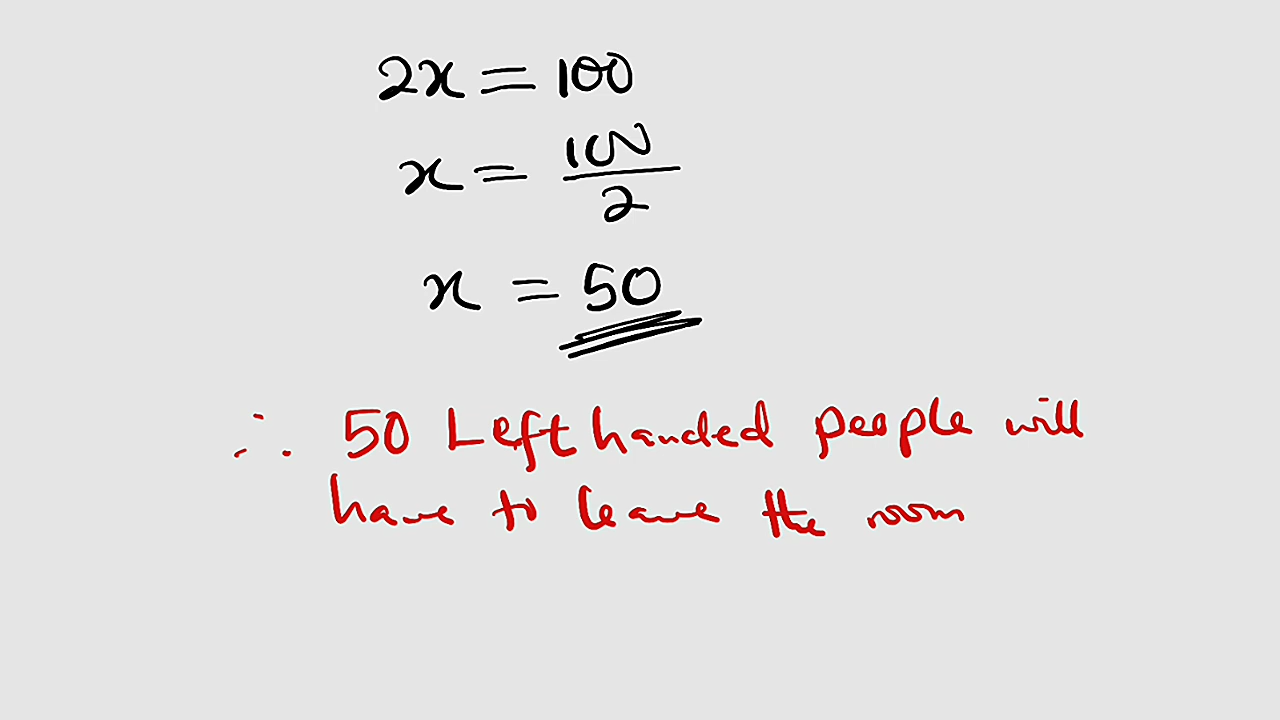 2x = 100
x = 100/2
x = 50
∴ 50 Left handed people will
have to leave the room